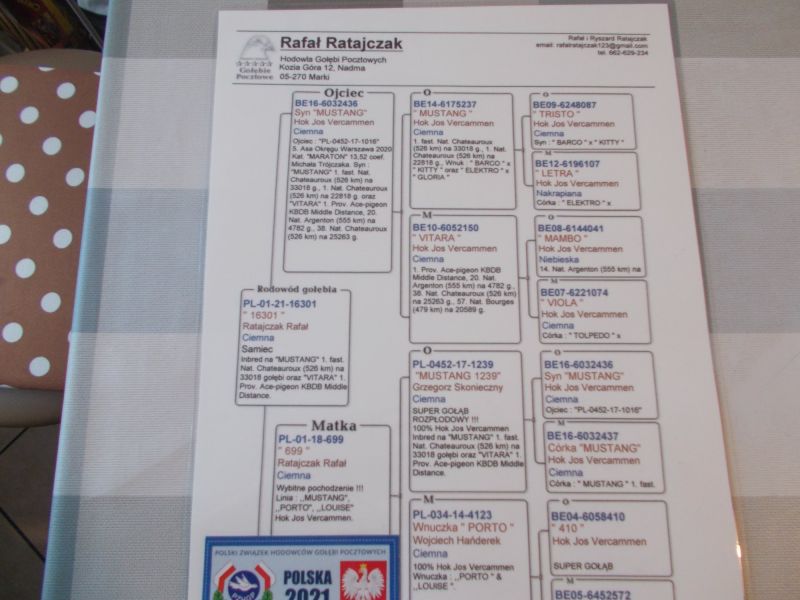 Rafał Ratajczak
Hodowla Gołębi Pocztowych
Kozia Góra 12, Nadma
05-270 Marki
Rafał i Ryszard Ratajczak
email: rafalratajczak123@gmail.com
tel. 662-629-234
Gołębie
Pocztowe
Ojciec
BE16-6032436
Syn "MUSTANG"
Hok Jos Vercammen
Ciemna
Ojciec : "PL-0452-17-1016"
5. Asa Okręgu Warszawa 2020
Kat. "MARATON" 13,52 coef.
Michała Trójczaka. Syn :
"MUSTANG" 1. fast. Nat.
Chateauroux (526 km) na
33018 g., 1. Nat. Chateauroux
(526 km) na 22818 g. oraz
"VITARA" 1. Prov. Ace-pigeon
KBDB Middle Distance, 20.
Nat. Argenton (555 km) na
4782 g., 38. Nat. Chateauroux
(526 km) na 25263 g.
O
BE14-6175237
" MUSTANG "
Hok Jos Vercammen
Ciemna
1. fast. Nat. Chateauroux
(526 km) na 33018 g., 1. Nat.
Chateauroux (526 km) na
22818 g., Wnuk : " BARCO " x
" KITTY " oraz " ELEKTRO " x
" GLORIA "
O
BE09-6248087
" TRISTO "
Hok Jos Vercammen
Ciemna
Syn : " BARCO " x " KITTY "
M
BE12-6196107
" LETRA "
Hok Jos Vercammen
Nakrapiana
Córka : " ELEKTRO " x
M
BE10-6052150
" VITARA "
Hok Jos Vercammen
Ciemna
1. Prov. Ace-pigeon KBDB
Middle Distance, 20. Nat.
Argenton (555 km) na 4782 g.,
38. Nat. Chateauroux (526 km)
na 25263 g., 57. Nat. Bourges
(479 km) na 20589 g.
O
BE08-6144041
" MAMBO "
Hok Jos Vercammen
Niebieska
14. Nat. Argenton (555 km) na
M
BE07-6221074
" VIOLA "
Hok Jos Vercammen
Ciemna
Córka : " TOLPEDO " x
Rodowód gołębia
PL-01-21-16301
" 16301 "
Ratajczak Rafał
Ciemna
Samiec
Inbred na "MUSTANG" 1. fast.
Nat. Chateauroux (526 km) na
33018 gołębi oraz "VITARA" 1.
Prov. Ace-pigeon KBDB Middle
Distance.
Matka
PL-01-18-699
" 699 "
Ratajczak Rafał
Ciemna
Wybitne pochodzenie !!!
Linia : ,,MUSTANG",
,,PORTO", ,,LOUISE"
Hok Jos Vercammen.
O
PL-0452-17-1239
"MUSTANG 1239"
Grzegorz Skonieczny
Ciemna
SUPER GOŁĄB
ROZPŁODOWY !!!
100% Hok Jos Vercammen
Inbred na "MUSTANG" 1. fast.
Nat. Chateauroux (526 km) na
33018 gołębi oraz "VITARA" 1.
Prov. Ace-pigeon KBDB Middle
Distance.
O
BE16-6032436
Syn "MUSTANG"
Hok Jos Vercammen
Ciemna
Ojciec : "PL-0452-17-1016"
M
BE16-6032437
Córka "MUSTANG"
Hok Jos Vercammen
Ciemna
Córka : " MUSTANG " 1. fast.
M
PL-034-14-4123
Wnuczka " PORTO "
Wojciech Hańderek
Ciemna
100% Hok Jos Vercammen
Wnuczka : ,,PORTO" &
,,LOUISE".
O
BE04-6058410
" 410 "
Hok Jos Vercammen
SUPER GOŁĄB
M
BE05-6452572
POLSKI ZWIĄZEK HODOWCÓW GOŁĘBI POCZTOWYCH
POLSKA
2021